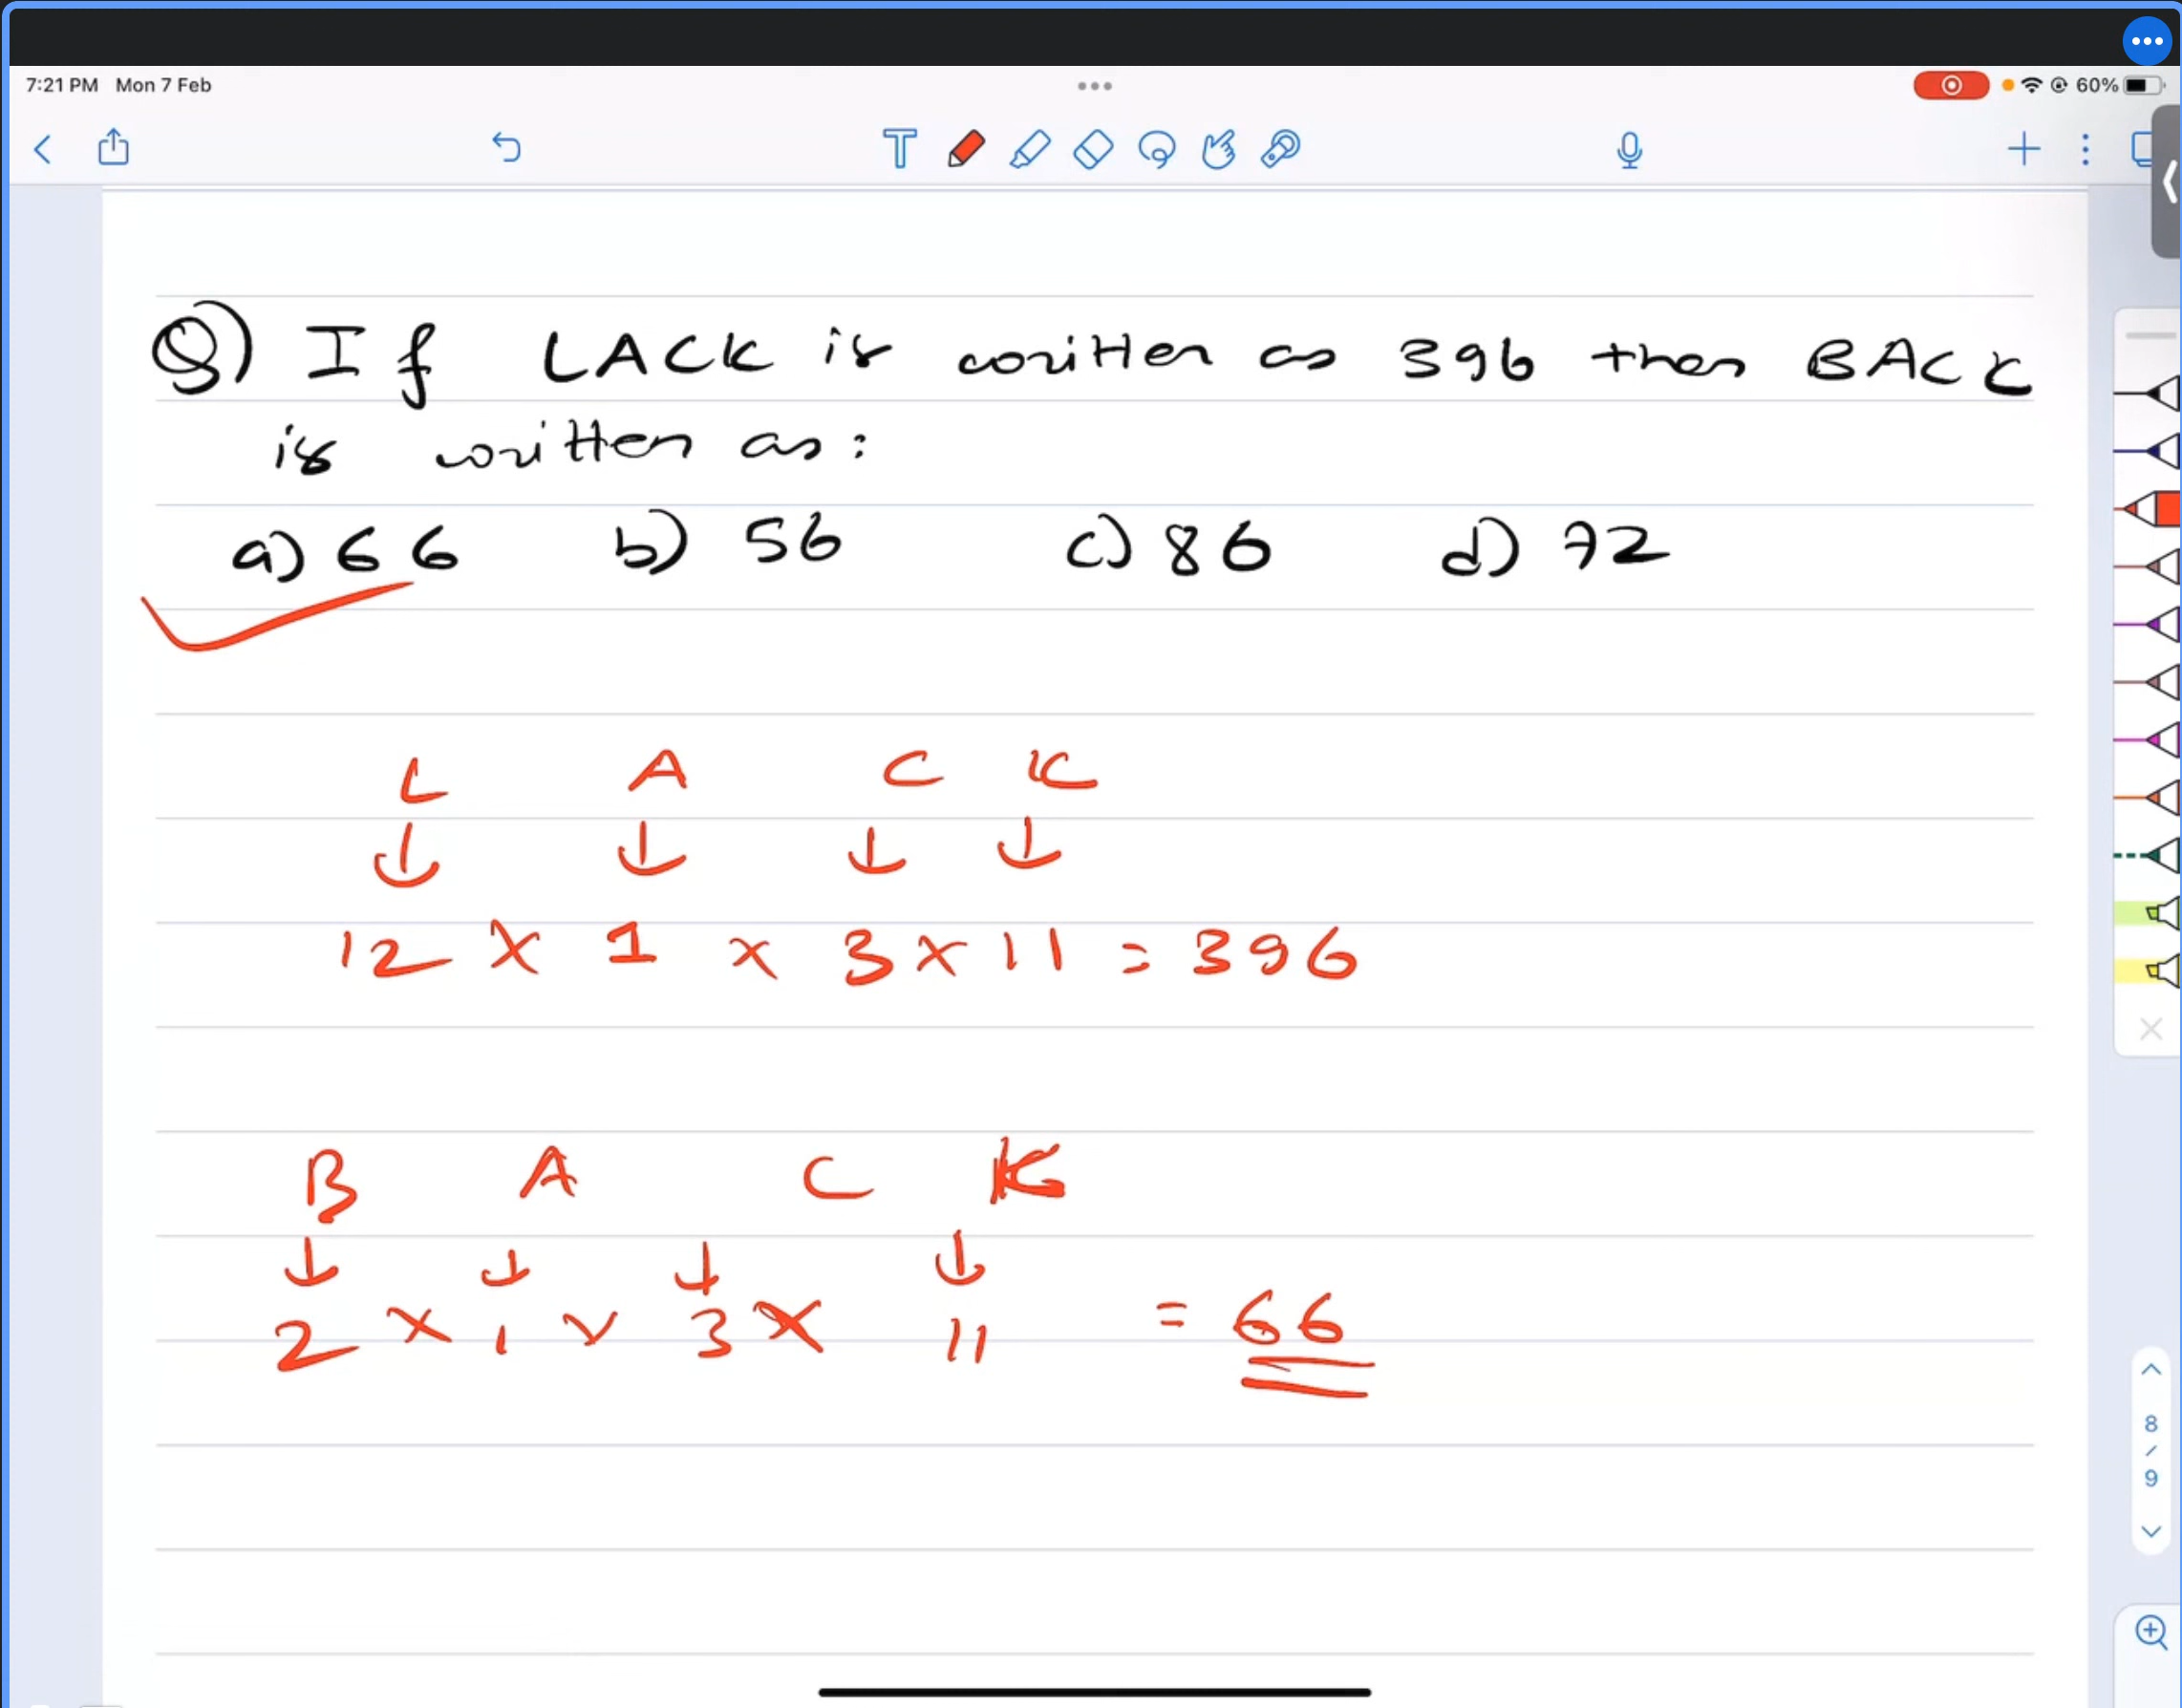 7:21 PM Mon 7 Feb
60%
T
Q) If LACK is written as 396 then BACK
is written as:
a) 66 b) 56 c) 86 d) 72
L A C K
12 x 1 x 3 x 11 = 396
B A C K
2 x 1 x 3 x 11 = 66
8
/
9